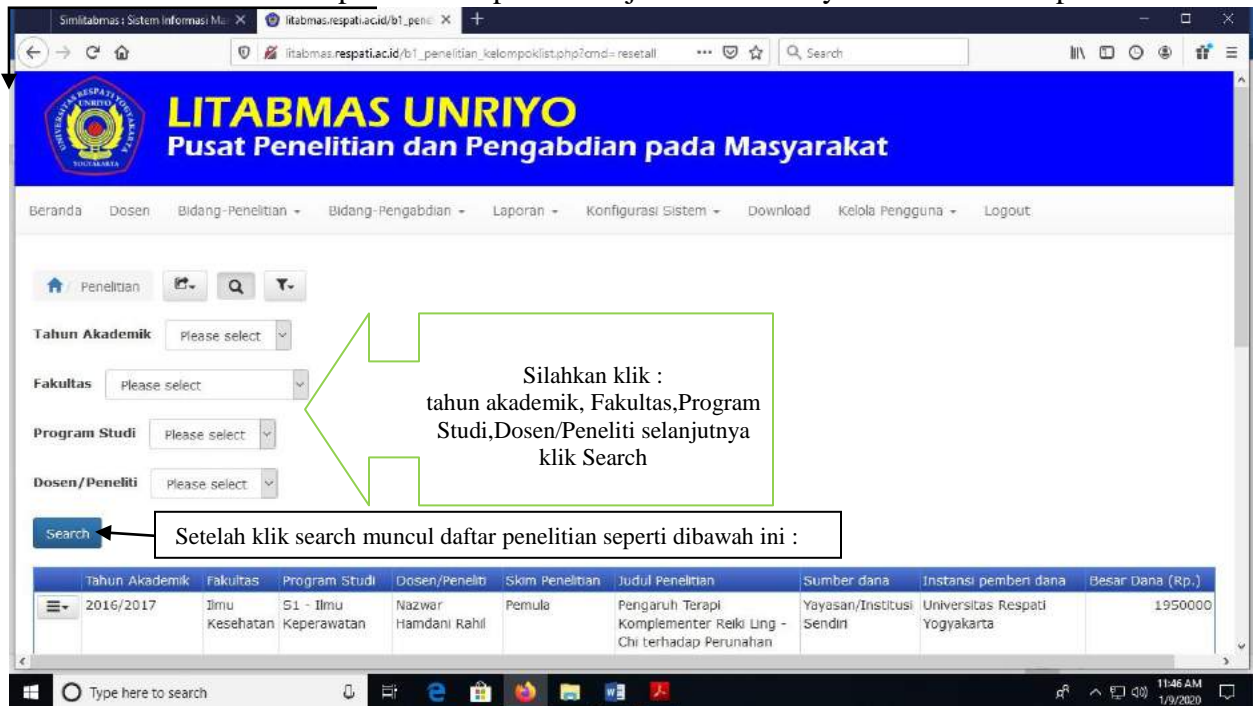 Simlitabmas : Sistem Informasi Ma
litabmas.respati.ac.id/b1_pene
litabmas.respati.ac.id/b1_penelitian_kelompoklist.php?cmd=resetall
Search
UNIVERSITAS RESPATI YOGYAKARTA
UNRIYO
YOGYAKARTA
LITABMAS UNRIYO
Pusat Penelitian dan Pengabdian pada Masyarakat
Beranda Dosen Bidang-Penelitian Bidang-Pengabdian Laporan Konfigurasi Sistem Download Kelola Pengguna Logout
Penelitian
Tahun Akademik Please select
Fakultas Please select
Program Studi Please select
Dosen/Peneliti Please select
Silahkan klik :
tahun akademik, Fakultas,Program
Studi,Dosen/Peneliti selanjutnya
klik Search
Search
Setelah klik search muncul daftar penelitian seperti dibawah ini :
Tahun Akademik Fakultas Program Studi Dosen/Peneliti Skim Penelitian Judul Penelitian Sumber dana Instansi pemberi dana Besar Dana (Rp.)
2016/2017 Ilmu S1 - Ilmu Nazwar Pemula Pengaruh Terapi Yayasan/Institusi Universitas Respati 1950000
Kesehatan Keperawatan Hamdani Rahil Komplementer Reiki Ling - Sendiri Yogyakarta
Chi terhadap Perunahan
Type here to search
11:46 AM
1/9/2020